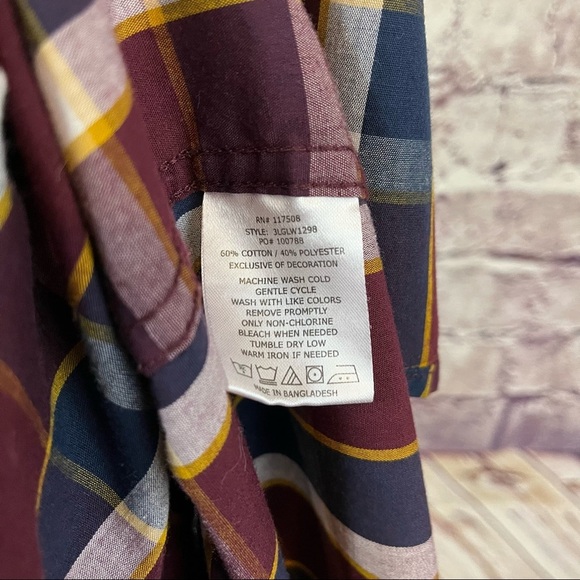 RN# 117508
STYLE: 3LGLW1298
PO# 100788
60% COTTON / 40% POLYESTER
EXCLUSIVE OF DECORATION
MACHINE WASH COLD
GENTLE CYCLE
WASH WITH LIKE COLORS
REMOVE PROMPTLY
ONLY NON-CHLORINE
BLEACH WHEN NEEDED
TUMBLE DRY LOW
WARM IRON IF NEEDED
MADE IN BANGLADESH